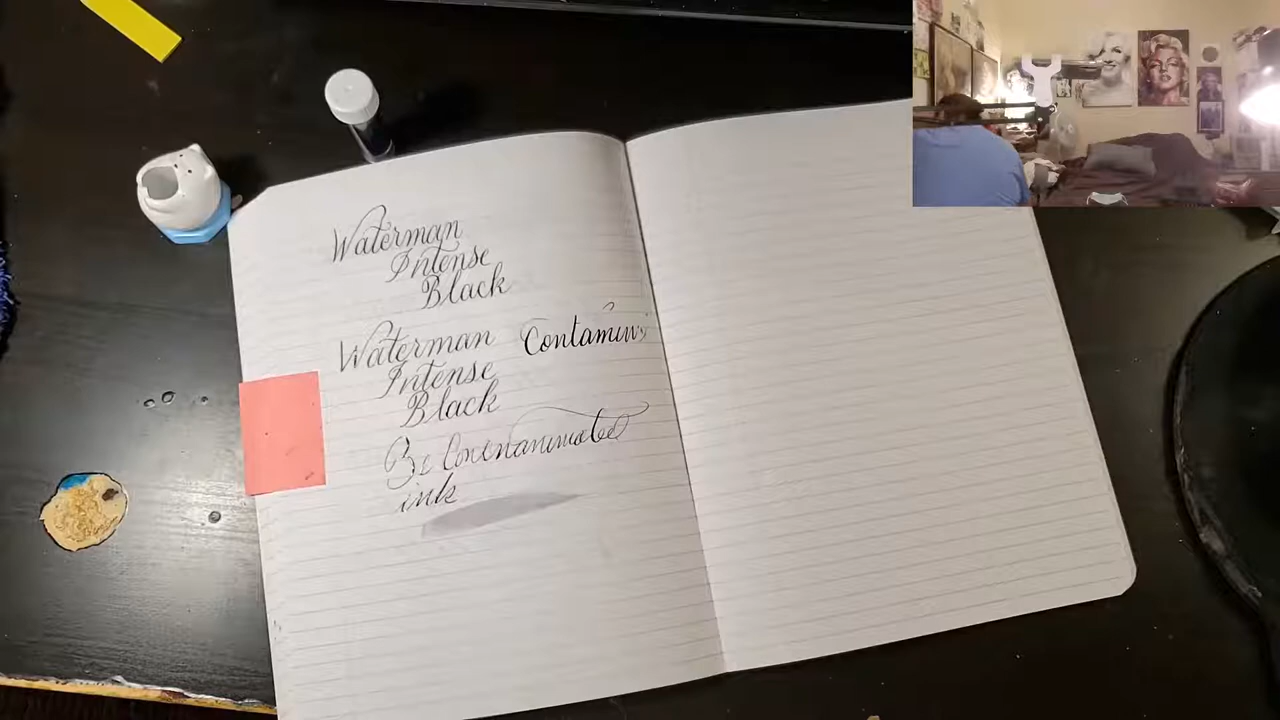 Waterman
Intense
Black
Waterman Contamin
Intense
Black
ink